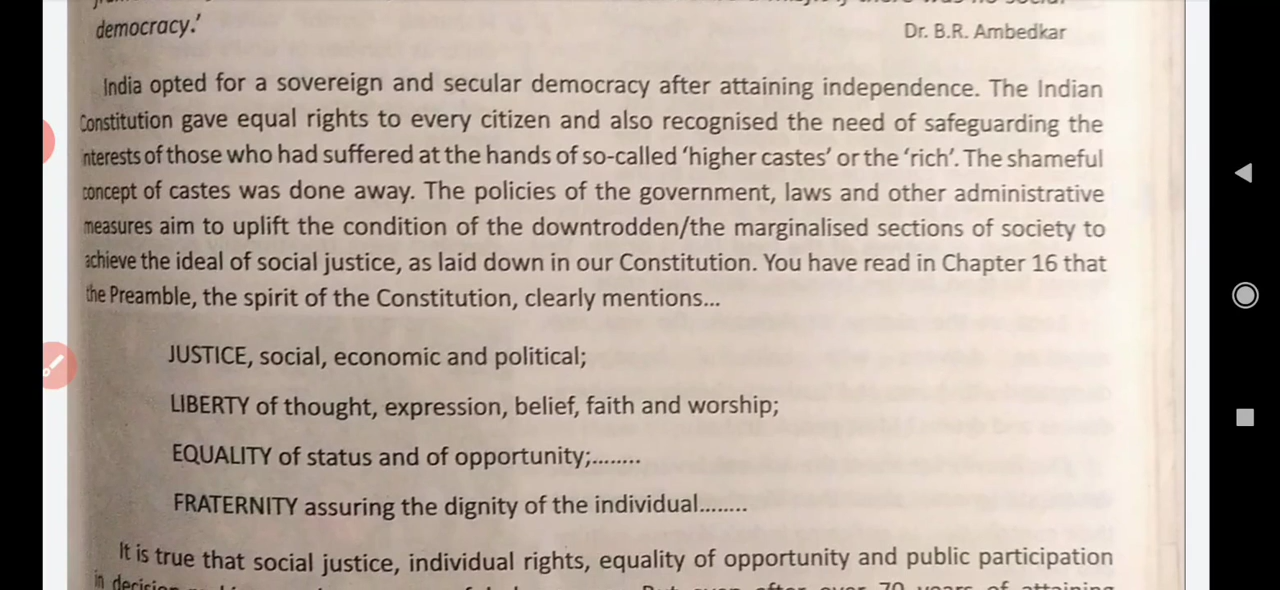 democracy.'
Dr. B.R. Ambedkar
India opted for a sovereign and secular democracy after attaining independence. The Indian
Constitution gave equal rights to every citizen and also recognised the need of safeguarding the
interests of those who had suffered at the hands of so-called 'higher castes' or the 'rich'. The shameful
concept of castes was done away. The policies of the government, laws and other administrative
measures aim to uplift the condition of the downtrodden/the marginalised sections of society to
achieve the ideal of social justice, as laid down in our Constitution. You have read in Chapter 16 that
the Preamble, the spirit of the Constitution, clearly mentions...
JUSTICE, social, economic and political;
LIBERTY of thought, expression, belief, faith and worship;
EQUALITY of status and of opportunity;........
FRATERNITY assuring the dignity of the individual........
It is true that social justice, individual rights, equality of opportunity and public participation
in